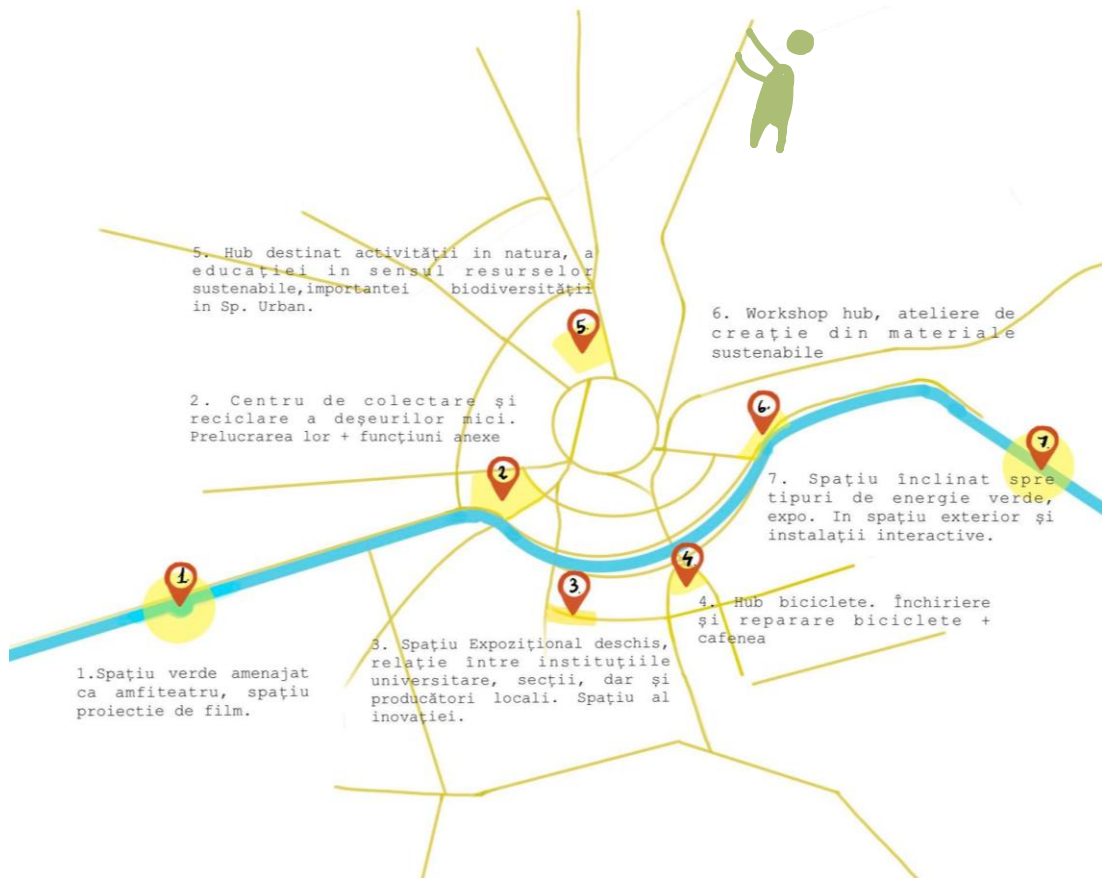 5. Hub destinat activității in natura, a
educației in sensul resurselor
sustenabile,importantei biodiversității
in Sp. Urban.
5.
6. Workshop hub, ateliere de
creație din materiale
sustenabile
2. Centru de colectare și
reciclare a deșeurilor mici.
Prelucrarea lor + funcțiuni anexe
6.
2
7.
7. Spațiu înclinat spre
tipuri de energie verde,
expo. In spațiu exterior și
instalații interactive.
1.
3.
4
4. Hub biciclete. Închiriere
și reparare biciclete +
cafenea
3. Spațiu Expozițional deschis,
relație între instituțiile
universitare, secții, dar și
producători locali. Spațiu al
inovației.
1.Spațiu verde amenajat
ca amfiteatru, spațiu
proiectie de film.